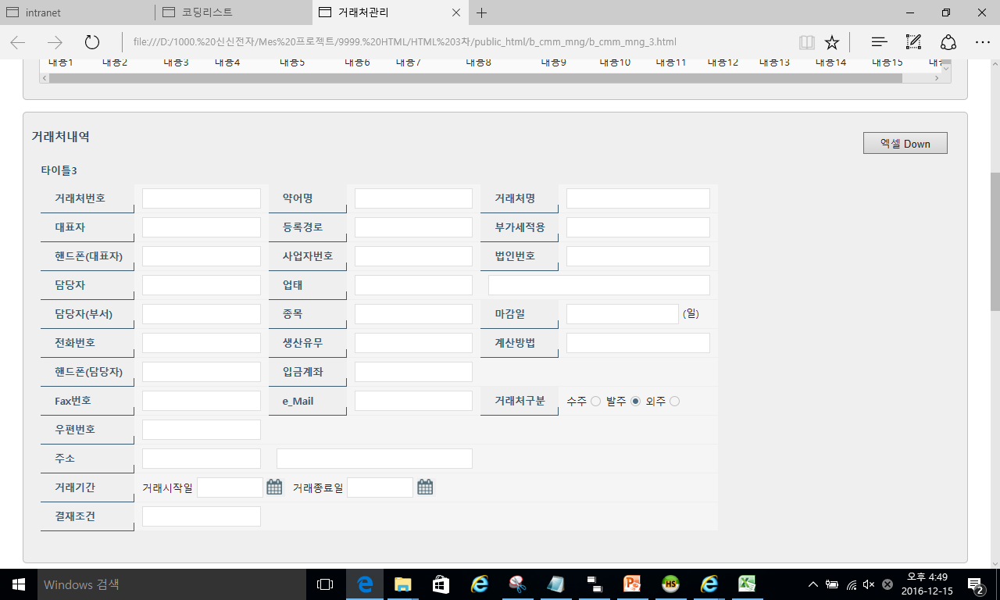 intranet
코딩리스트
거래처관리
file:///D:/1000.%20신신전자/Mes%20프로젝트/9999.%20HTML/HTML%203차/public_html/b_cmm_mng/b_cmm_mng_3.html
내용1 내용2 내용3 내용4 내용5 내용6 내용7 내용8 내용9 내용10 내용11 내용12 내용13 내용14 내용15
거래처내역
엑셀 Down
타이틀3
거래처번호 약어명 거래처명
대표자 등록경로 부가세적용
핸드폰(대표자) 사업자번호 법인번호
담당자 업태
담당자(부서) 종목 마감일 (일)
전화번호 생산유무 계산방법
핸드폰(담당자) 입금계좌
Fax번호 e_Mail 거래처구분 수주 발주 외주
우편번호
주소
거래기간 거래시작일 거래종료일
결재조건
Windows 검색
HS
오후 4:49
2016-12-15
2